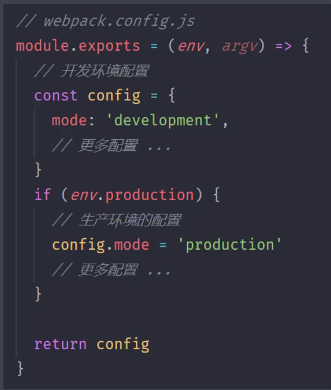 // webpack.config.js
module.exports = (env, argv) => {
  // 开发环境配置
  const config = {
    mode: 'development',
    // 更多配置 ...
  }
  if (env.production) {
    // 生产环境的配置
    config.mode = 'production'
    // 更多配置 ...
  }

  return config
}